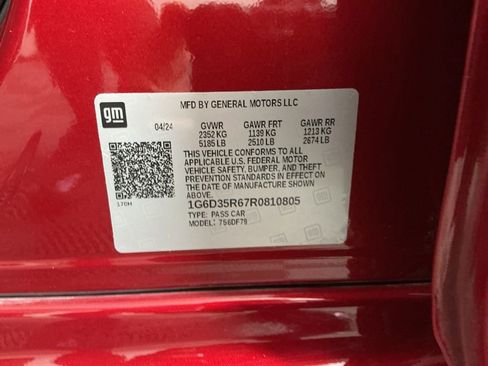 MFD BY GENERAL MOTORS LLC
gm
04/24 GVWR GAWR FRT GAWR RR
2352 KG 1139 KG 1213 KG
5185 LB 2510 LB 2674 LB
THIS VEHICLE CONFORMS TO ALL
APPLICABLE U.S. FEDERAL MOTOR
VEHICLE SAFETY, BUMPER, AND THEFT
PREVENTION STANDARDS IN EFFECT ON
THE DATE OF MANUFACTURE SHOWN
ABOVE.
170M
1G6D35R67R0810805
TYPE: PASS CAR
MODEL: 7S6DF79